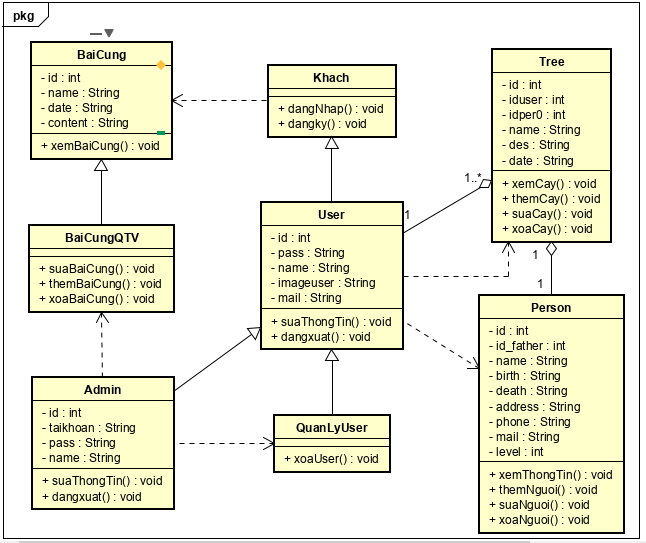 pkg
BaiCung
- id : int
- name : String
- date : String
- content : String
+ xemBaiCung() : void
Khach
+ dangNhap() : void
+ dangky() : void
Tree
- id : int
- iduser : int
- idper0 : int
- name : String
- des : String
- date : String
+ xemCay() : void
+ themCay() : void
+ suaCay() : void
+ xoaCay() : void
1..*
1
User
- id : int
- pass : String
- name : String
- imageuser : String
- mail : String
+ suaThongTin() : void
+ dangxuat() : void
BaiCungQTV
+ suaBaiCung() : void
+ themBaiCung() : void
+ xoaBaiCung() : void
1
1
Person
- id : int
- id_father : int
- name : String
- birth : String
- death : String
- address : String
- phone : String
- mail : String
- level : int
+ xemThongTin() : void
+ themNguoi() : void
+ suaNguoi() : void
+ xoaNguoi() : void
Admin
- id : int
- taikhoan : String
- pass : String
- name : String
+ suaThongTin() : void
+ dangxuat() : void
QuanLyUser
+ xoaUser() : void